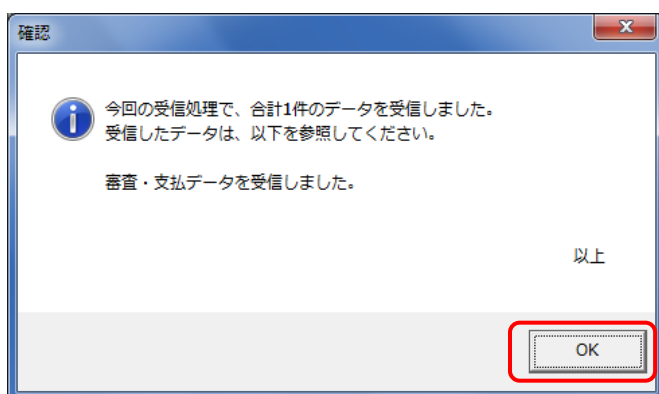 確認
今回の受信処理で、合計1件のデータを受信しました。
受信したデータは、以下を参照してください。
審査・支払データを受信しました。
以上
OK